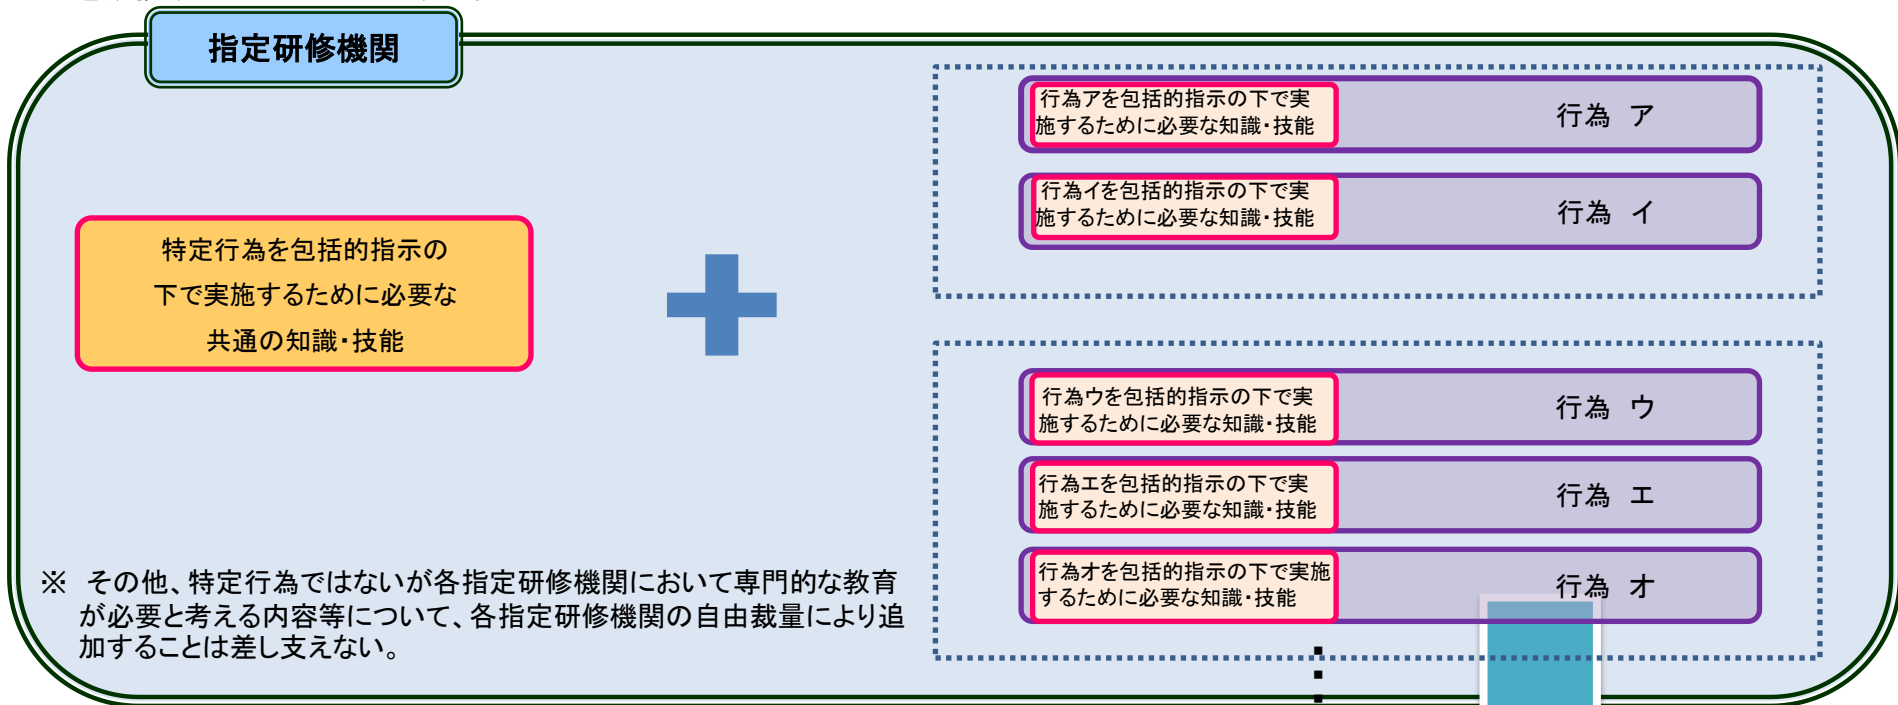 指定研修機関
特定行為を包括的指示の
下で実施するために必要な
共通の知識・技能
行為アを包括的指示の下で実
施するために必要な知識・技能
行為 ア
行為イを包括的指示の下で実
施するために必要な知識・技能
行為 イ
行為ウを包括的指示の下で実
施するために必要な知識・技能
行為 ウ
行為エを包括的指示の下で実
施するために必要な知識・技能
行為 エ
行為オを包括的指示の下で実施
するために必要な知識・技能
行為 オ
※ その他、特定行為ではないが各指定研修機関において専門的な教育
が必要と考える内容等について、各指定研修機関の自由裁量により追
加することは差し支えない。